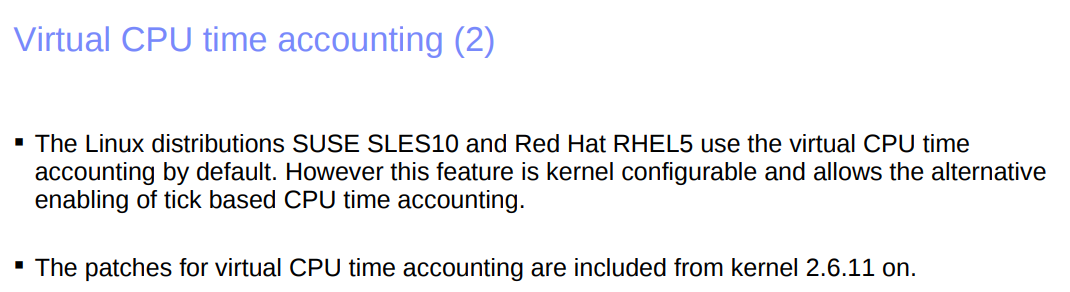 Virtual CPU time accounting (2)
▪ The Linux distributions SUSE SLES10 and Red Hat RHEL5 use the virtual CPU time
accounting by default. However this feature is kernel configurable and allows the alternative
enabling of tick based CPU time accounting.
▪ The patches for virtual CPU time accounting are included from kernel 2.6.11 on.